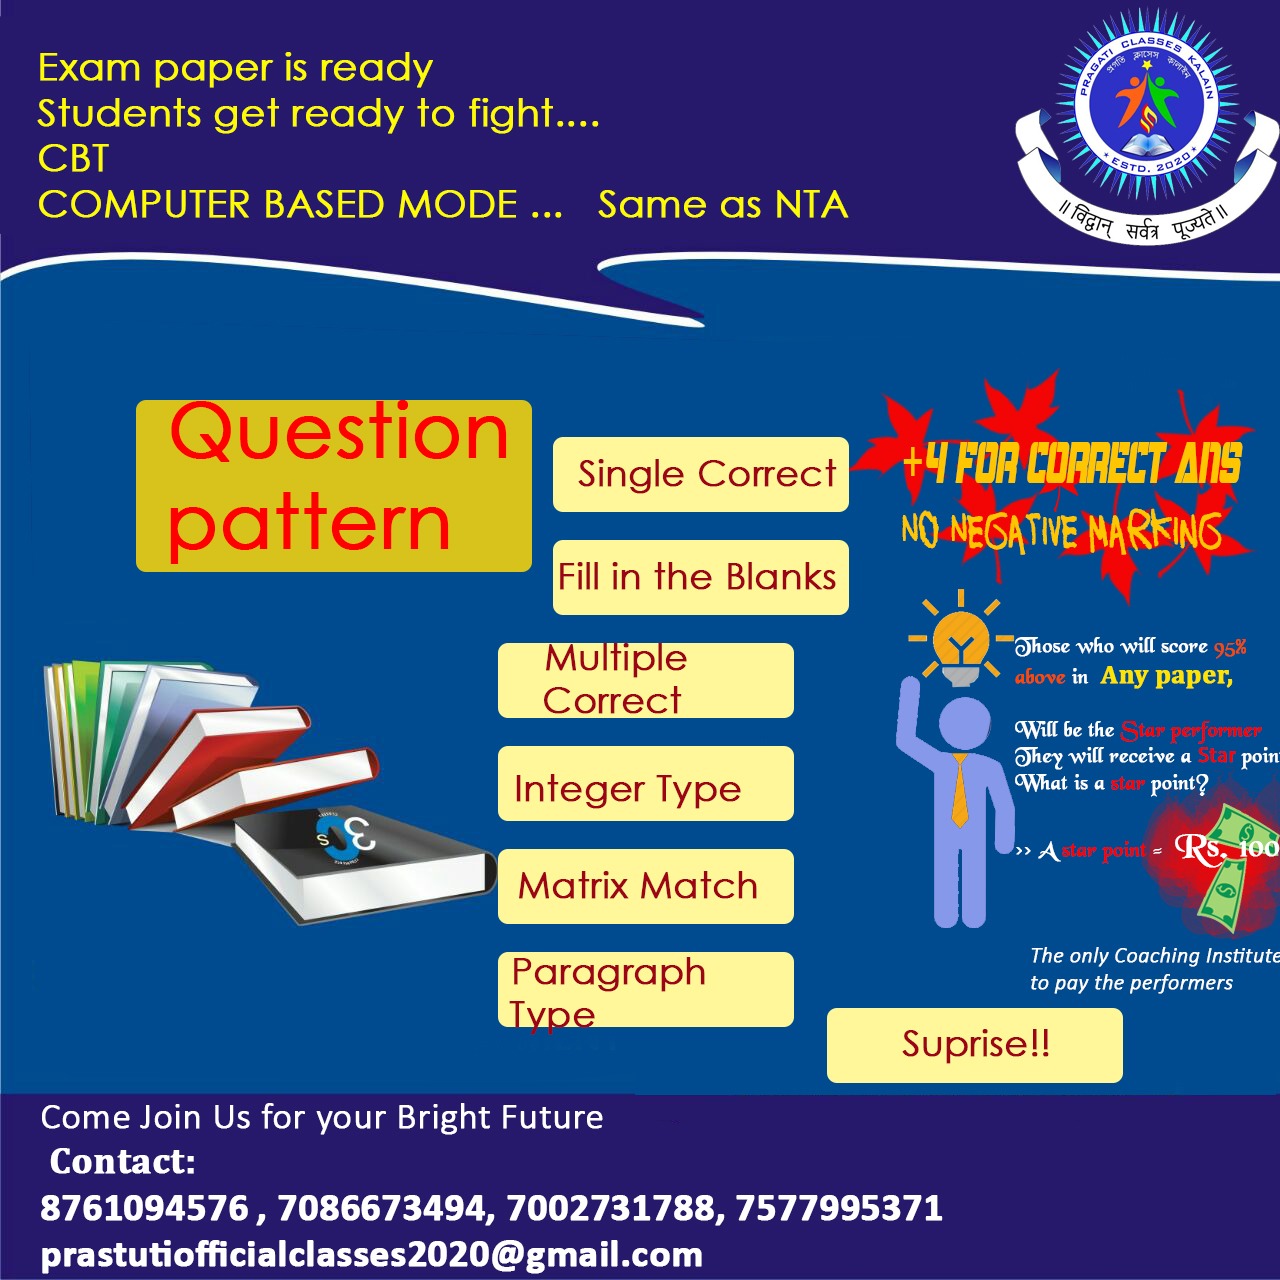 Exam paper is ready
Students get ready to fight....
CBT
COMPUTER BASED MODE ... Same as NTA
PRAGATI CLASSES KALAIN
প্রগতি ক্লাসেস কালাইন
* ESTD. 2020 *
॥ विद्वान् सर्वत्र पूज्यते॥
Question
pattern
Single Correct
Fill in the Blanks
Multiple
Correct
Integer Type
Matrix Match
Paragraph
Type
+4 FOR CORRECT ANS
NO NEGATIVE MARKING
Those who will score 95%
above in Any paper,
Will be the Star performer
They will receive a Star poin
What is a star point?
>> A star point = Rs. 100
The only Coaching Institute
to pay the performers
Suprise!!
Come Join Us for your Bright Future
Contact:
8761094576 , 7086673494, 7002731788, 7577995371
prastutiofficialclasses2020@gmail.com